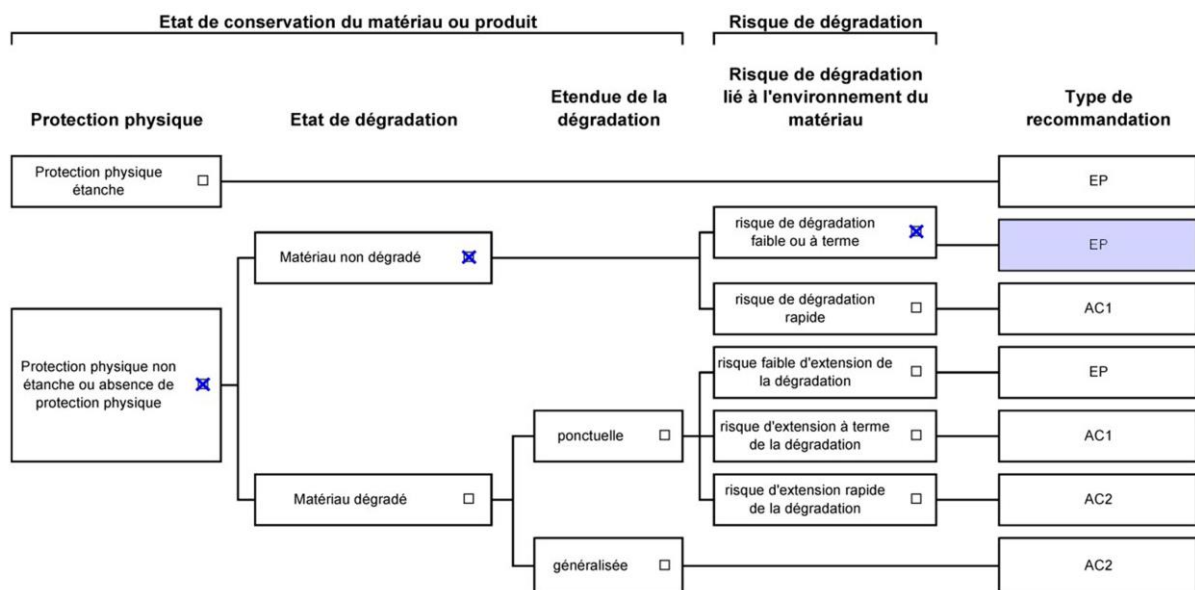 Etat de conservation du matériau ou produit
Risque de dégradation
Protection physique
Etat de dégradation
Etendue de la
dégradation
Risque de dégradation
lié à l'environnement du
matériau
Type de
recommandation
Protection physique
étanche
EP
risque de dégradation
faible ou à terme
EP
Matériau non dégradé
risque de dégradation
rapide
AC1
Protection physique non
étanche ou absence de
protection physique
risque faible d'extension de
la dégradation
EP
ponctuelle
risque d'extension à terme
de la dégradation
AC1
Matériau dégradé
risque d'extension rapide
de la dégradation
AC2
généralisée
AC2